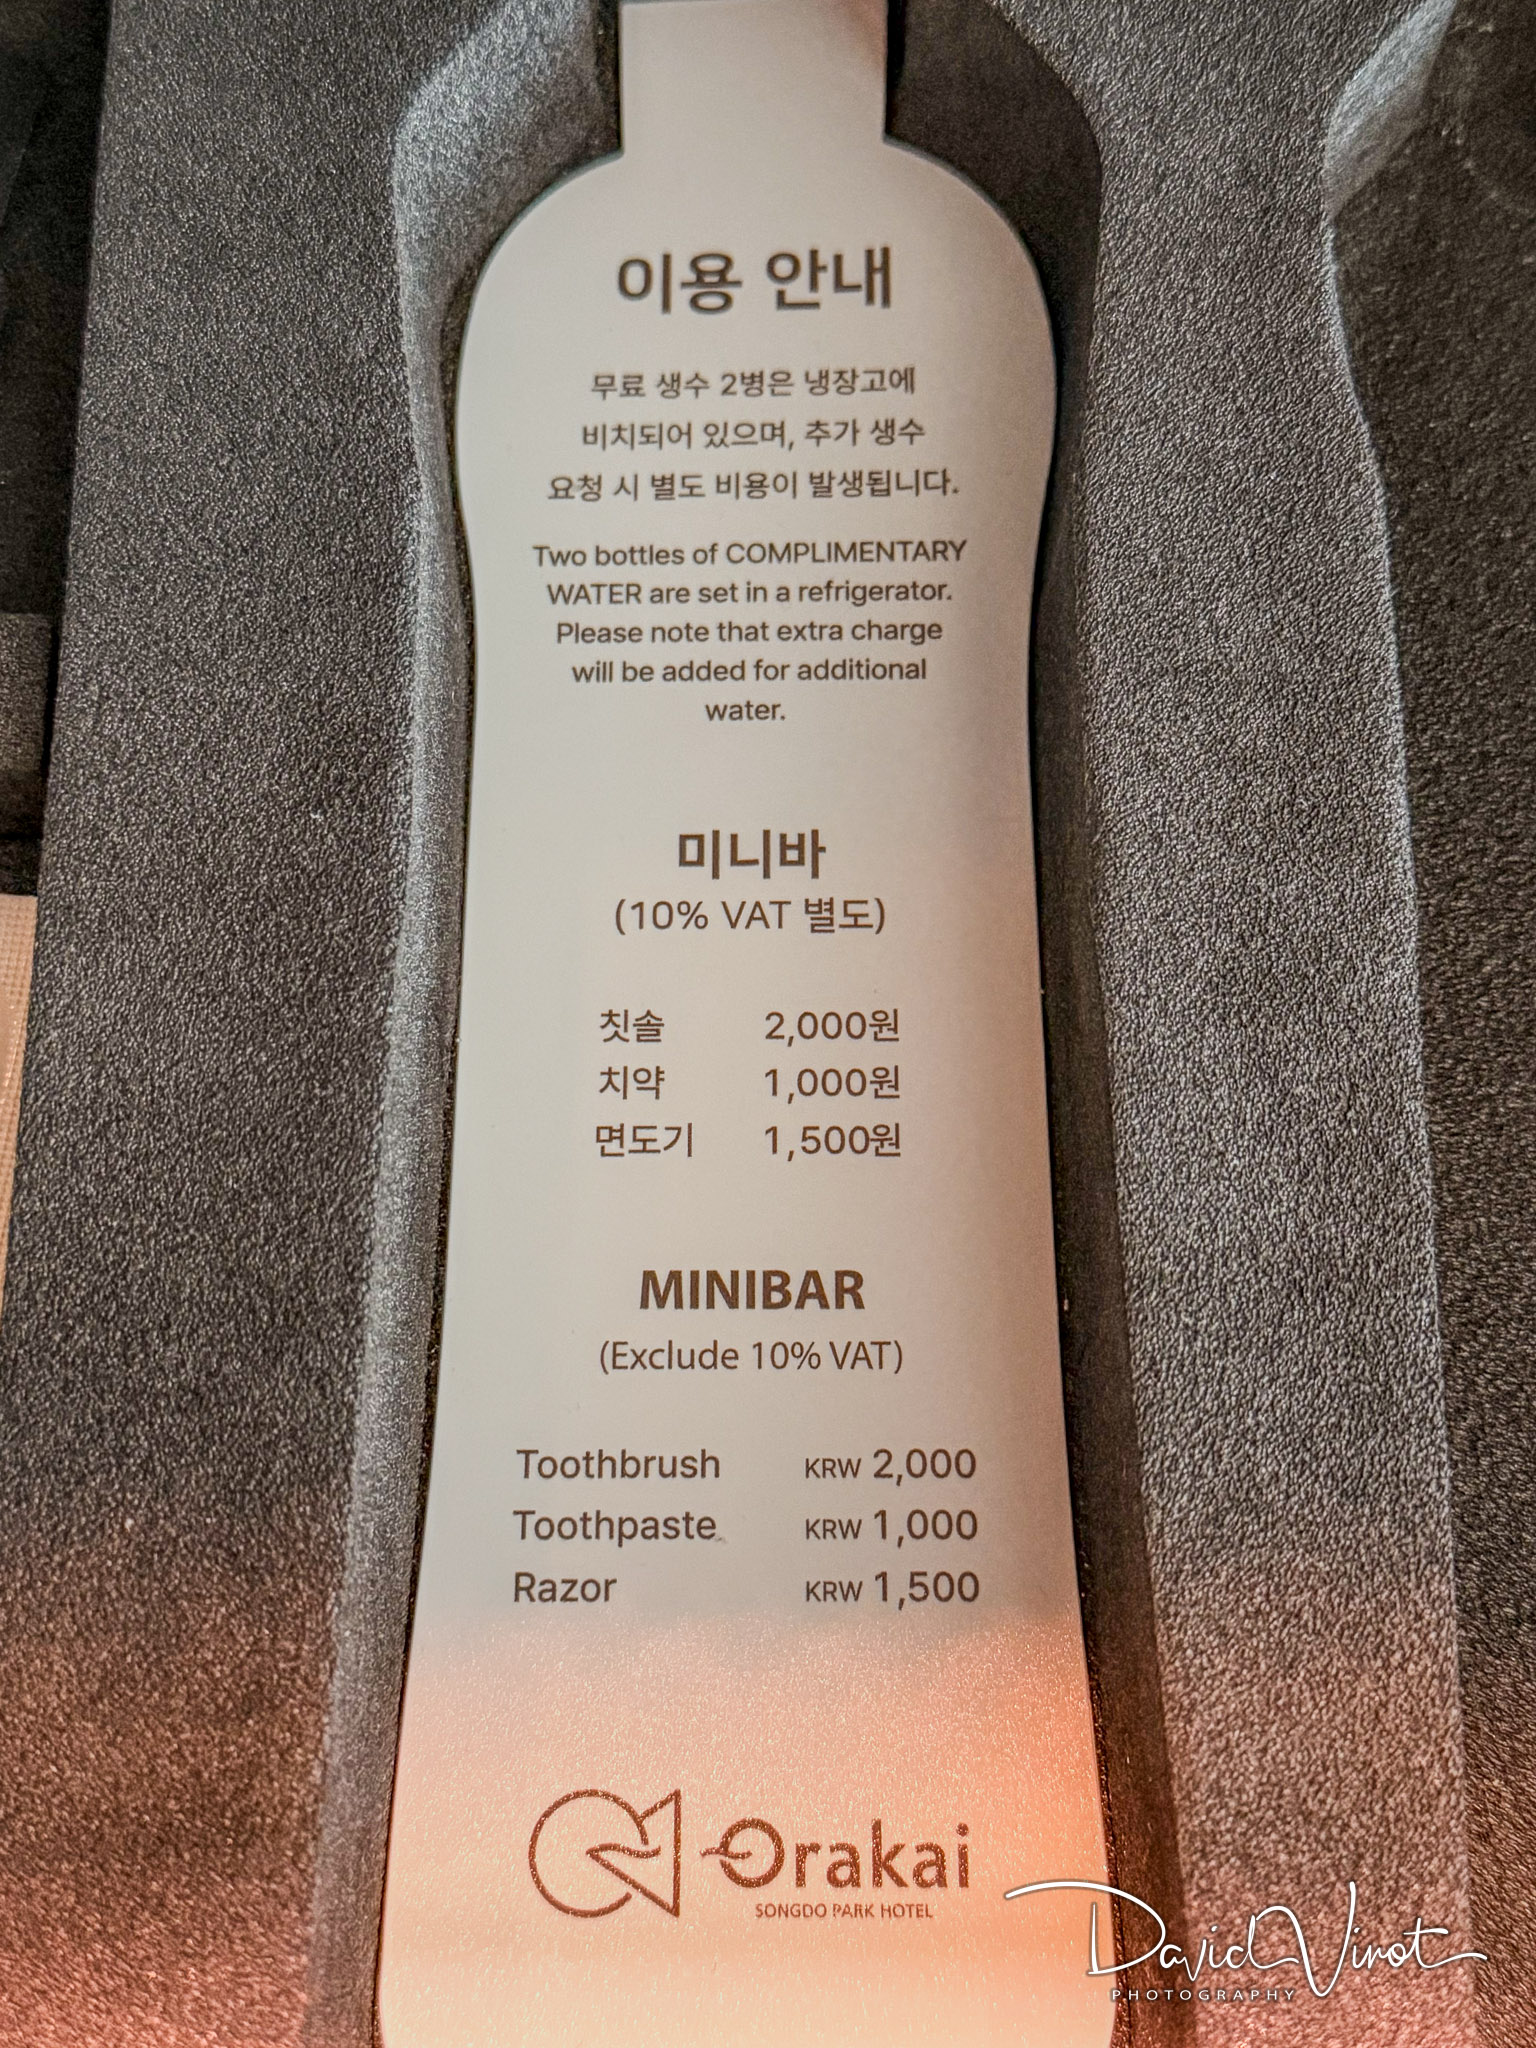 이용 안내
무료 생수 2병은 냉장고에
비치되어 있으며, 추가 생수
요청 시 별도 비용이 발생됩니다.
Two bottles of COMPLIMENTARY
WATER are set in a refrigerator.
Please note that extra charge
will be added for additional
water.
미니바
(10% VAT 별도)
칫솔 2,000원
치약 1,000원
면도기 1,500원
MINIBAR
(Exclude 10% VAT)
Toothbrush KRW 2,000
Toothpaste KRW 1,000
Razor KRW 1,500
Orakai
SONGDO PARK HOTEL
David Virot
PHOTOGRAPHY